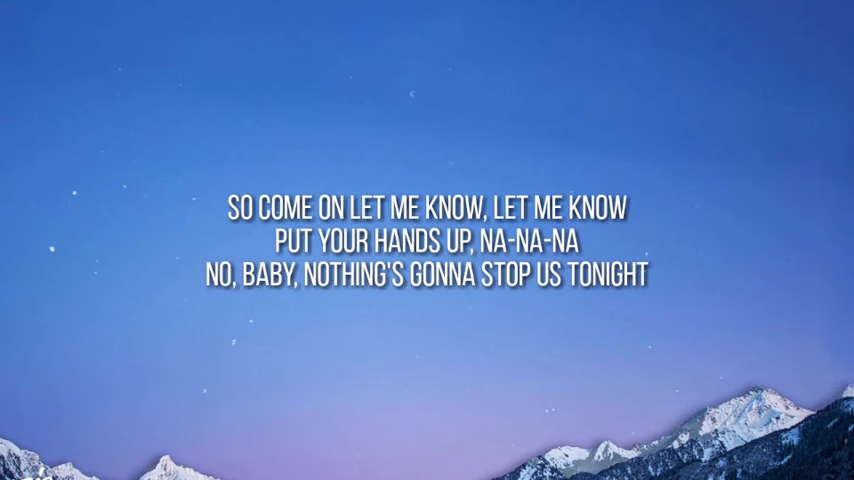 SO COME ON LET ME KNOW, LET ME KNOW
PUT YOUR HANDS UP, NA-NA-NA
NO, BABY, NOTHING'S GONNA STOP US TONIGHT